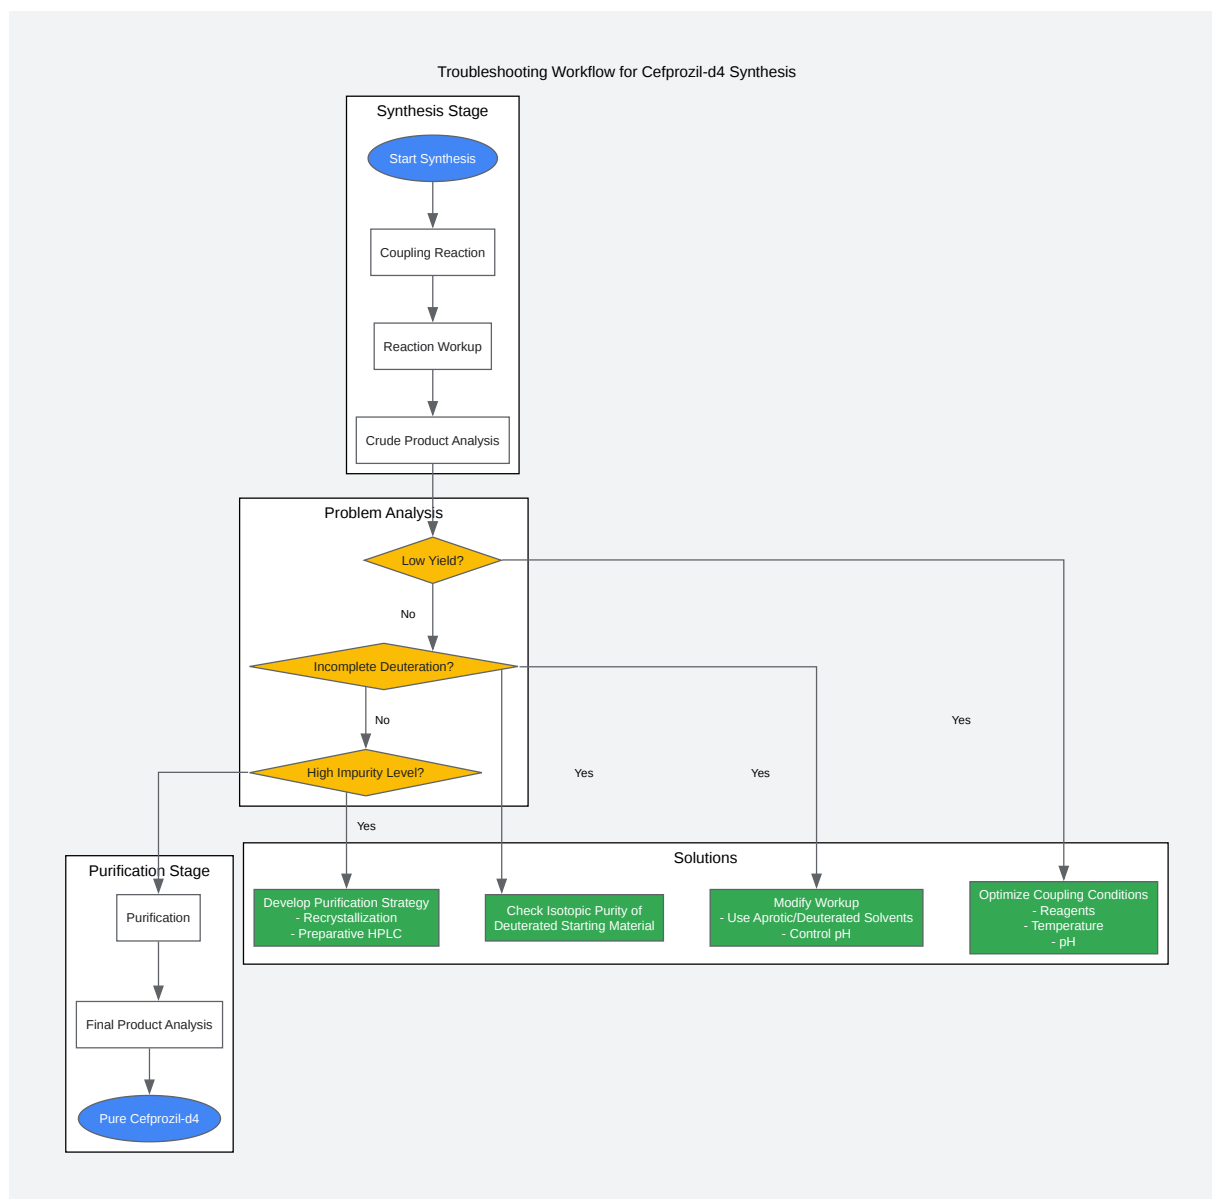 Troubleshooting Workflow for Cefprozil-d4 Synthesis
Synthesis Stage
Start Synthesis
Coupling Reaction
Reaction Workup
Crude Product Analysis
Problem Analysis
Low Yield?
No
Incomplete Deuteration?
No
Yes
High Impurity Level?
Yes
Yes
Yes
Solutions
Develop Purification Strategy
- Recrystallization
- Preparative HPLC
Check Isotopic Purity of
Deuterated Starting Material
Modify Workup
- Use Aprotic/Deuterated Solvents
- Control pH
Optimize Coupling Conditions
- Reagents
- Temperature
- pH
Purification Stage
Purification
Final Product Analysis
Pure Cefprozil-d4